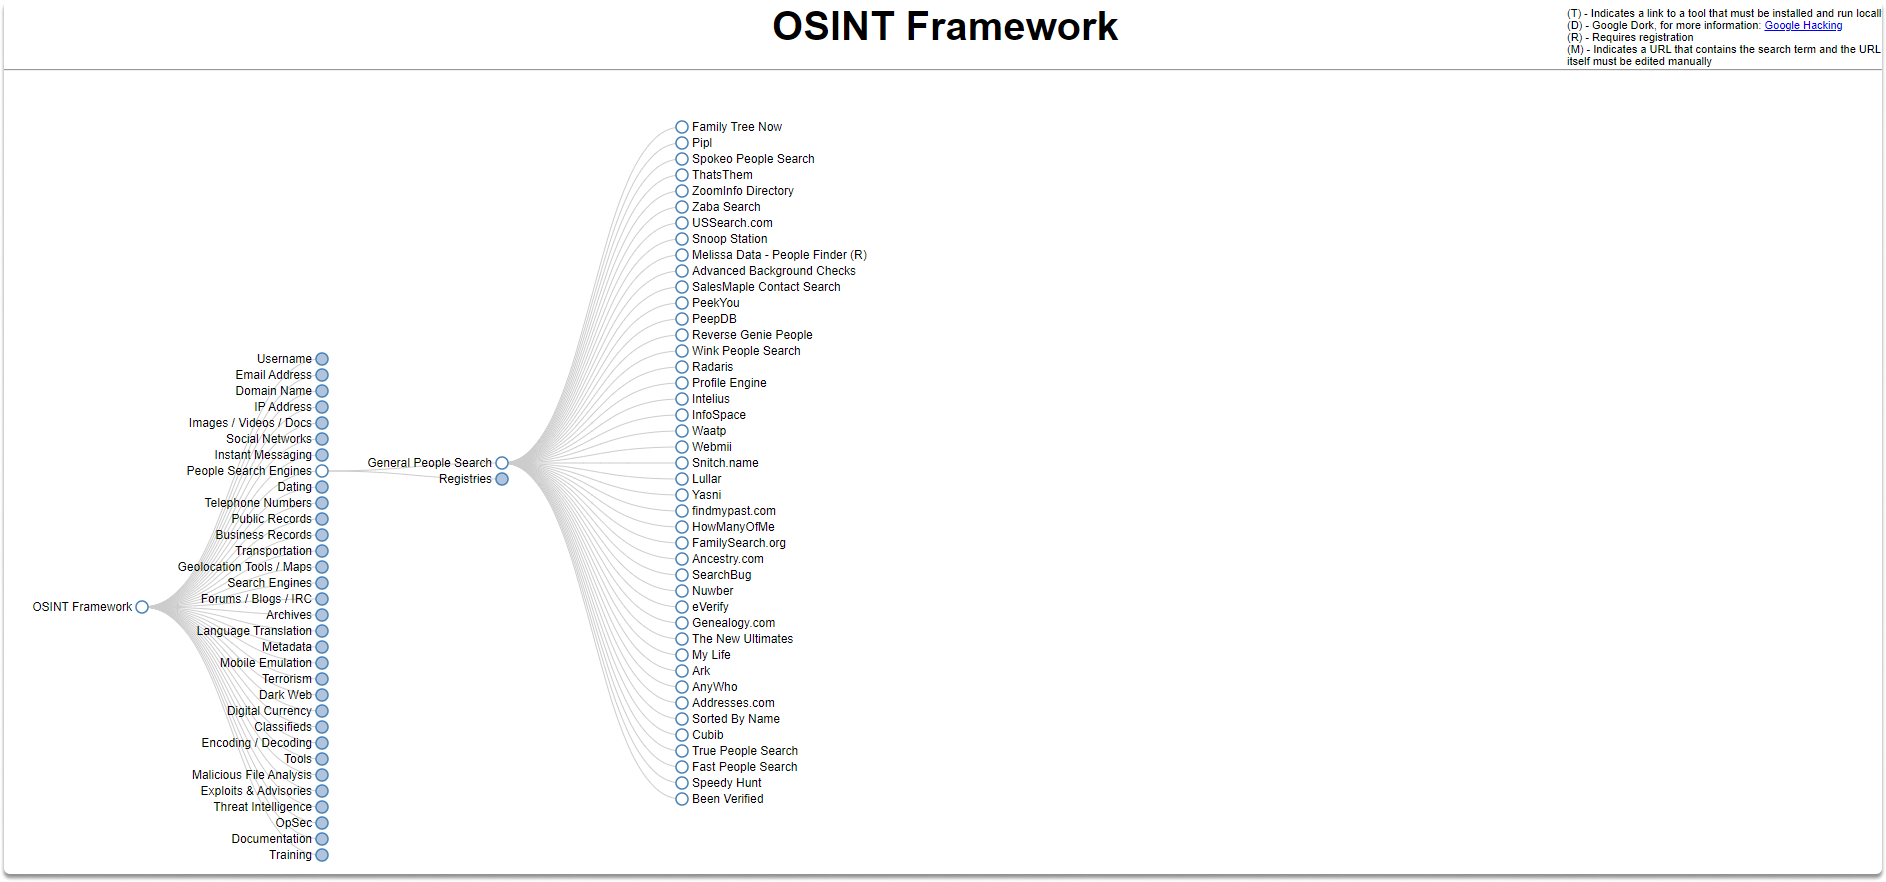 OSINT Framework
(T) - Indicates a link to a tool that must be installed and run locall
(D) - Google Dork, for more infomation: Google Hacking
(R) - Requires registration
(M) - Indicates a URL that contains the search term and the URL
itself must be edited manually
OSINT Framework
Username
Email Address
Domain Name
IP Address
Images / Videos / Docs
Social Networks
Instant Messaging
People Search Engines
Dating
Telephone Numbers
Public Records
Business Records
Transportation
Geolocation Tools / Maps
Search Engines
Forums / Blogs / IRC
Archives
Language Translation
Metadata
Mobile Emulation
Terrorism
Dark Web
Digital Currency
Classifieds
Encoding / Decoding
Tools
Malicious File Analysis
Exploits & Advisories
Threat Intelligence
OpSec
Documentation
Training
General People Search
Registries
Family Tree Now
Pipl
Spokeo People Search
ThatsThem
ZoomInfo Directory
Zaba Search
USSearch.com
Snoop Station
Melissa Data - People Finder (R)
Advanced Background Checks
SalesMaple Contact Search
PeekYou
PeepDB
Reverse Genie People
Wink People Search
Radaris
Profile Engine
Intelius
InfoSpace
Waatp
Webmii
Snitch.name
Lullar
Yasni
findmypast.com
HowManyOfMe
FamilySearch.org
Ancestry.com
SearchBug
Nuwber
eVerify
Genealogy.com
The New Ultimates
My Life
Ark
AnyWho
Addresses.com
Sorted By Name
Cubib
True People Search
Fast People Search
Speedy Hunt
Been Verified